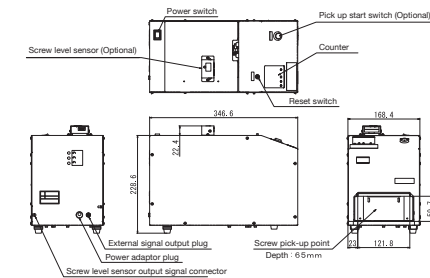 Power switch
Pick up start switch (Optional)
Screw level sensor (Optional)
Counter
Reset switch
346.6
168.4
22.4
228.6
External signal output plug
Power adaptor plug
Screw level sensor output signal connector
Screw pick-up point
Depth : 65mm
23
121.8